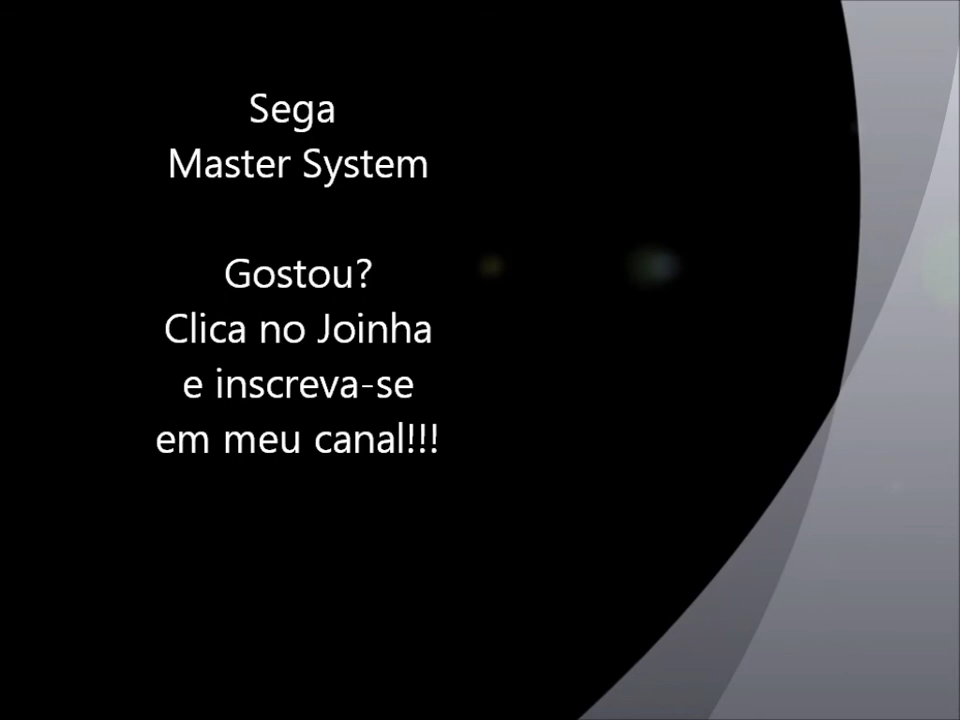 Sega
Master System
Gostou?
Clica no Joinha
e inscreva-se
em meu canal!!!